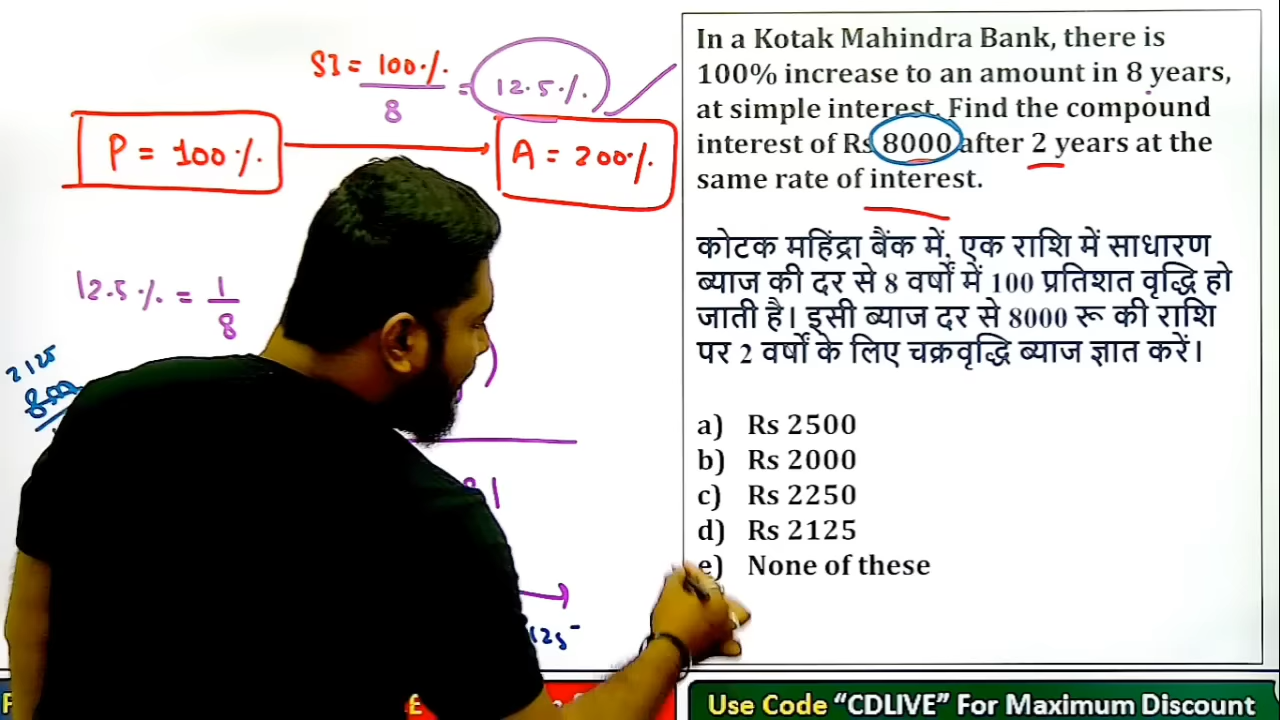 SI = 100% = 12.5%
8
P = 100%
A = 200%
12.5% = 1
8
2125
8000
In a Kotak Mahindra Bank, there is
100% increase to an amount in 8 years,
at simple interest. Find the compound
interest of Rs 8000 after 2 years at the
same rate of interest.
कोटक महिंद्रा बैंक में, एक राशि में साधारण
ब्याज की दर से 8 वर्षों में 100 प्रतिशत वृद्धि हो
जाती है। इसी ब्याज दर से 8000 रू की राशि
पर 2 वर्षों के लिए चक्रवृद्धि ब्याज ज्ञात करें।
a) Rs 2500
b) Rs 2000
c) Rs 2250
d) Rs 2125
e) None of these
Use Code “CDLIVE” For Maximum Discount